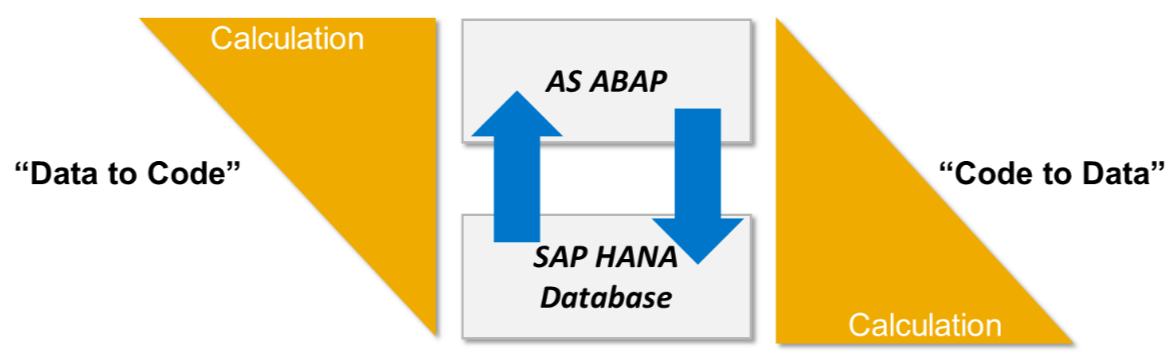 Calculation
AS ABAP
“Data to Code”
“Code to Data”
SAP HANA
Database
Calculation